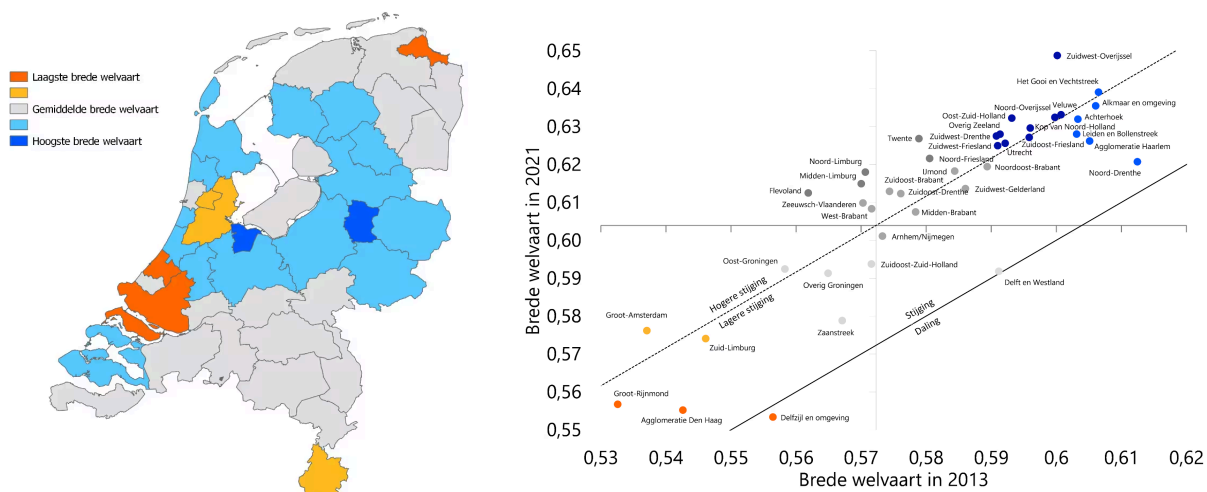 Laagste brede welvaart
Gemiddelde brede welvaart
Hoogste brede welvaart
Brede welvaart in 2021
0,65
0,64
0,63
0,62
0,61
0,60
0,59
0,58
0,57
0,56
0,55
Zuidwest-Overijssel
Het Gooi en Vechtstreek
Alkmaar en omgeving
Noord-Overijssel
Veluwe
Oost-Zuid-Holland
Achterhoek
Overig Zeeland
Kop van Noord-Holland
Leiden en Bollenstreek
Twente
Zuidwest-Drenthe
Zuidoost-Friesland
Agglomeratie Haarlem
Zuidwest-Friesland
Utrecht
Noord-Limburg
Noord-Friesland
Noordoost-Brabant
Noord-Drenthe
IJmond
Midden-Limburg
Zuidoost-Brabant
Flevoland
Zuidoost-Drenthe
Zuidwest-Gelderland
Zeeuwsch-Vlaanderen
West-Brabant
Midden-Brabant
Arnhem/Nijmegen
Oost-Groningen
Zuidoost-Zuid-Holland
Overig Groningen
Delft en Westland
Hogere stijging
Lagere stijging
Stijging
Daling
Groot-Amsterdam
Zaanstreek
Zuid-Limburg
Groot-Rijnmond
Agglomeratie Den Haag
Delfzijl en omgeving
0,53
0,54
0,55
0,56
0,57
0,58
0,59
0,6
0,61
0,62
Brede welvaart in 2013